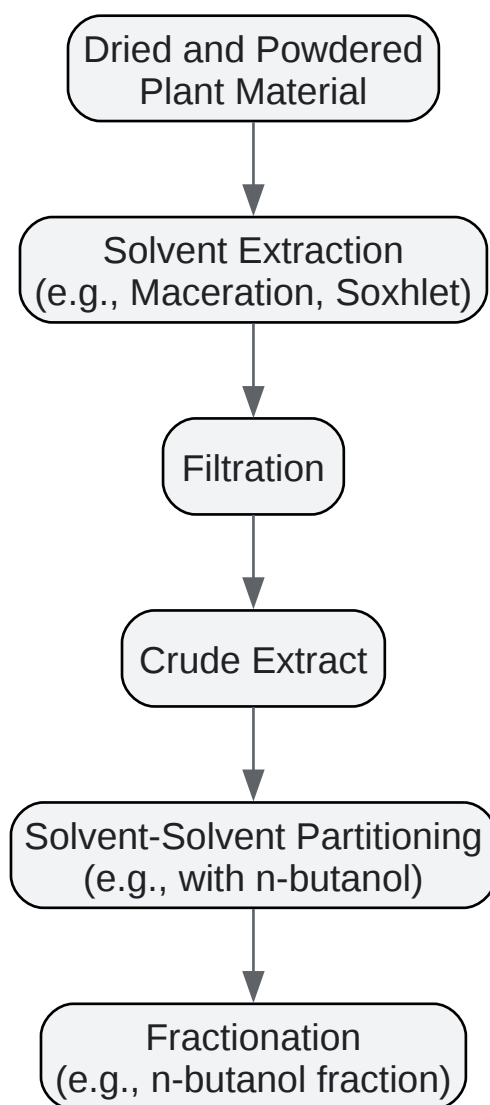 Dried and Powdered
Plant Material
Solvent Extraction
(e.g., Maceration, Soxhlet)
Filtration
Crude Extract
Solvent-Solvent Partitioning
(e.g., with n-butanol)
Fractionation
(e.g., n-butanol fraction)